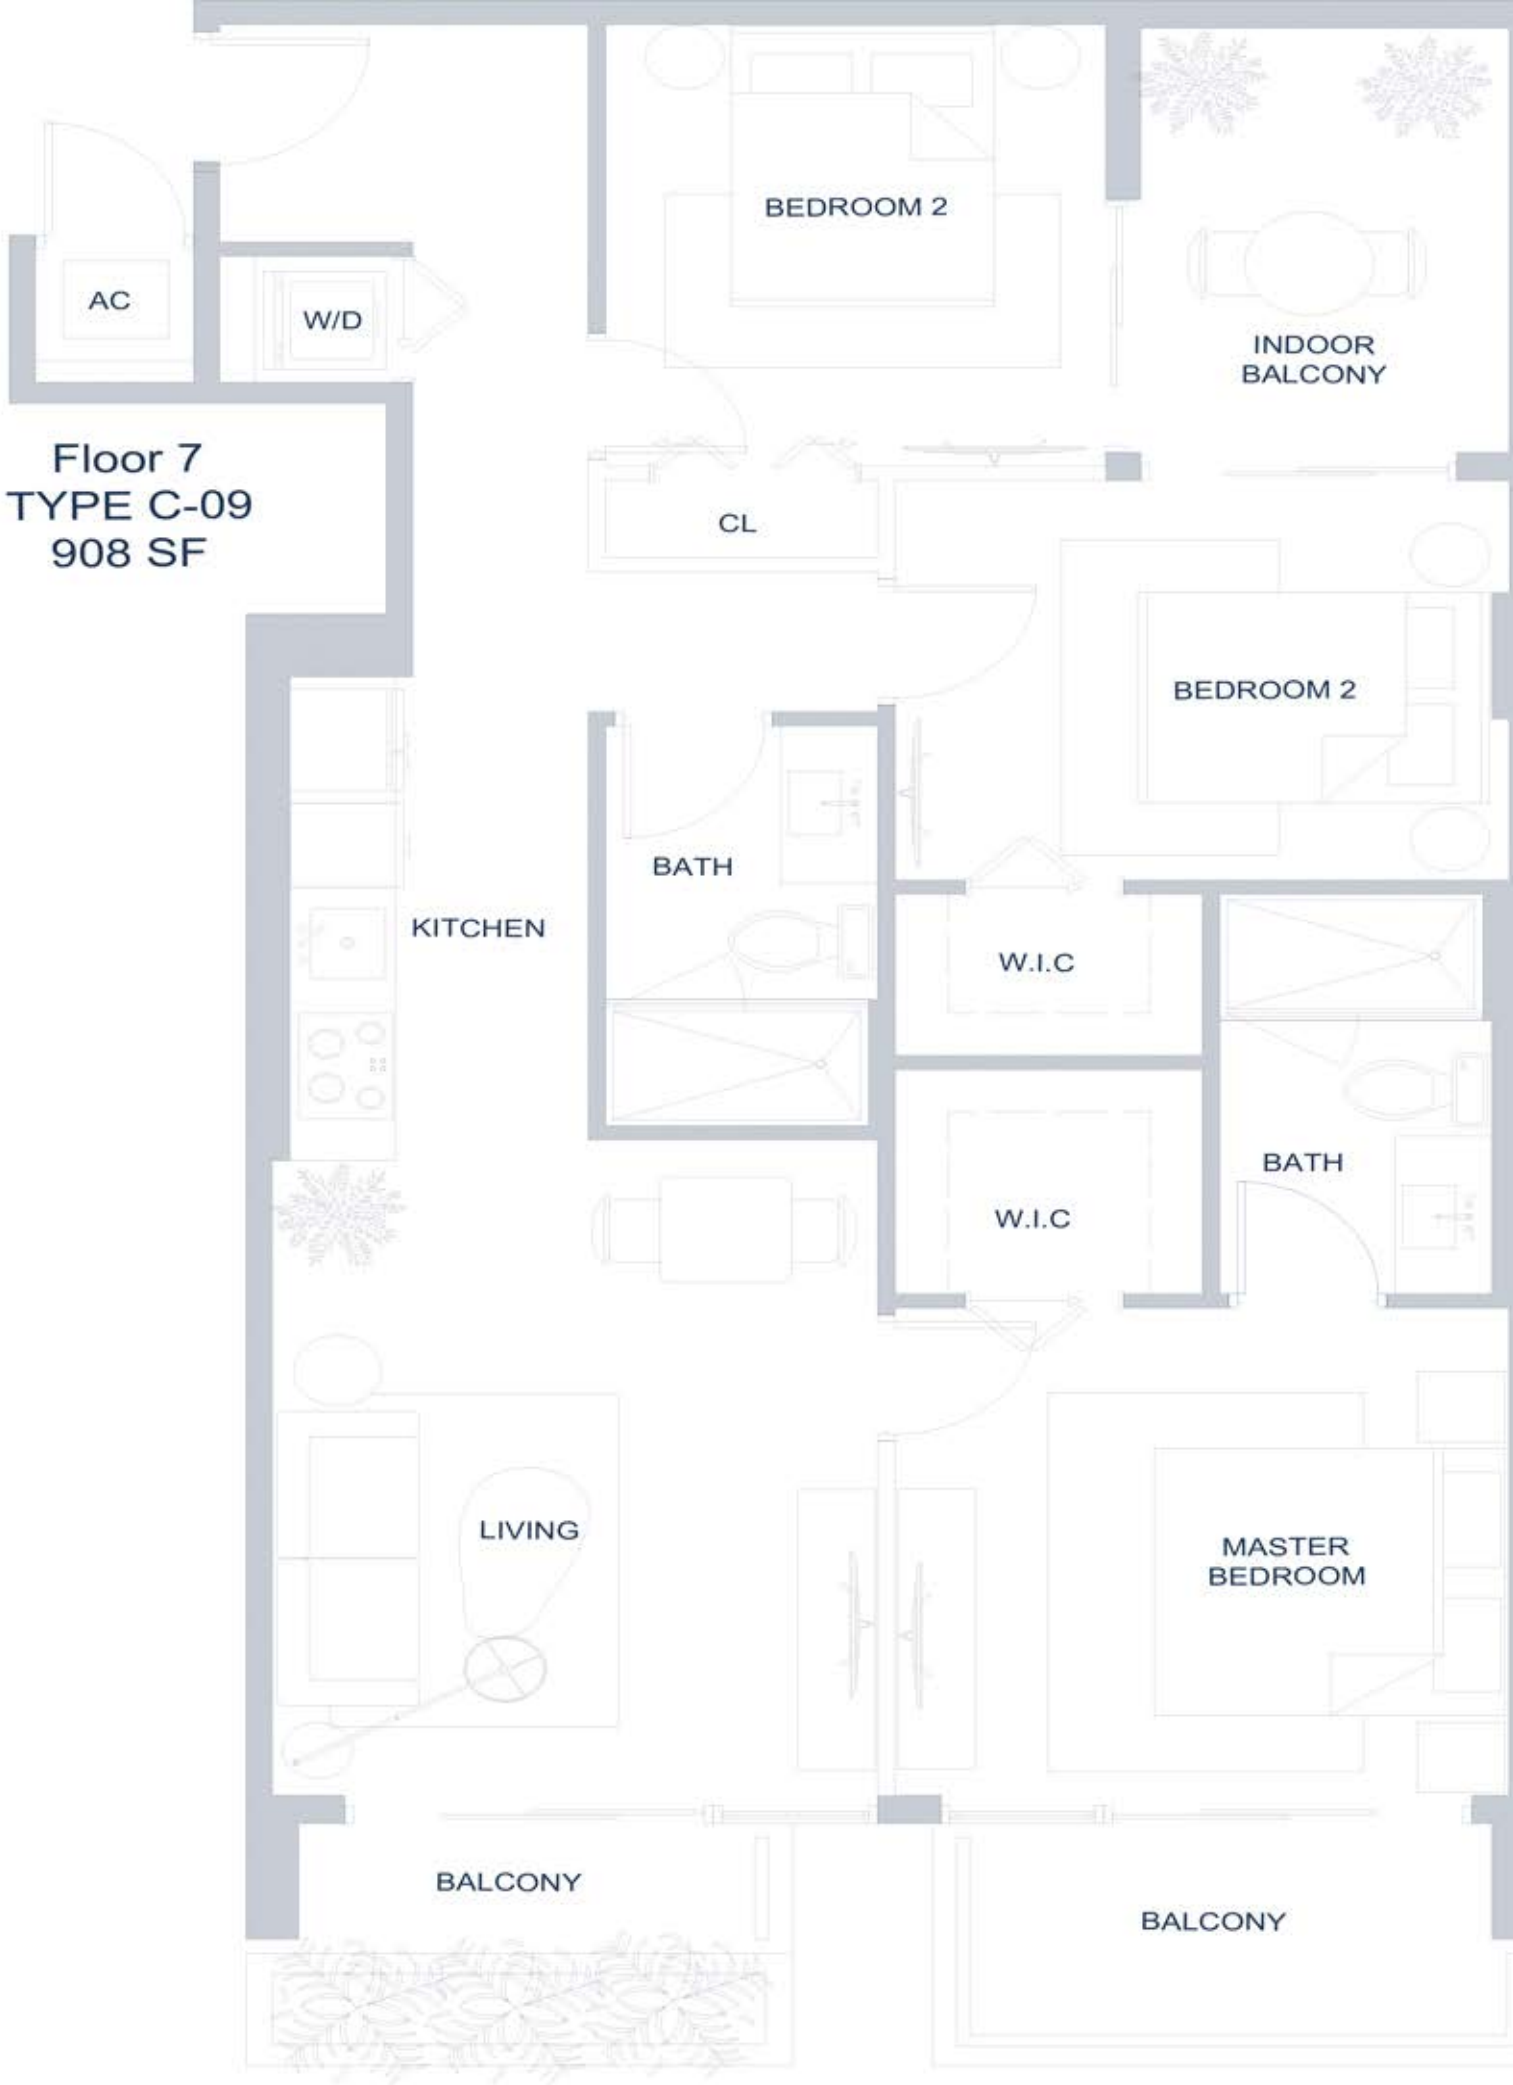 BEDROOM 2
AC
W/D
INDOOR
BALCONY
Floor 7
TYPE C-09
908 SF
CL
BEDROOM 2
BATH
KITCHEN
W.I.C
BATH
W.I.C
LIVING
MASTER
BEDROOM
BALCONY
BALCONY